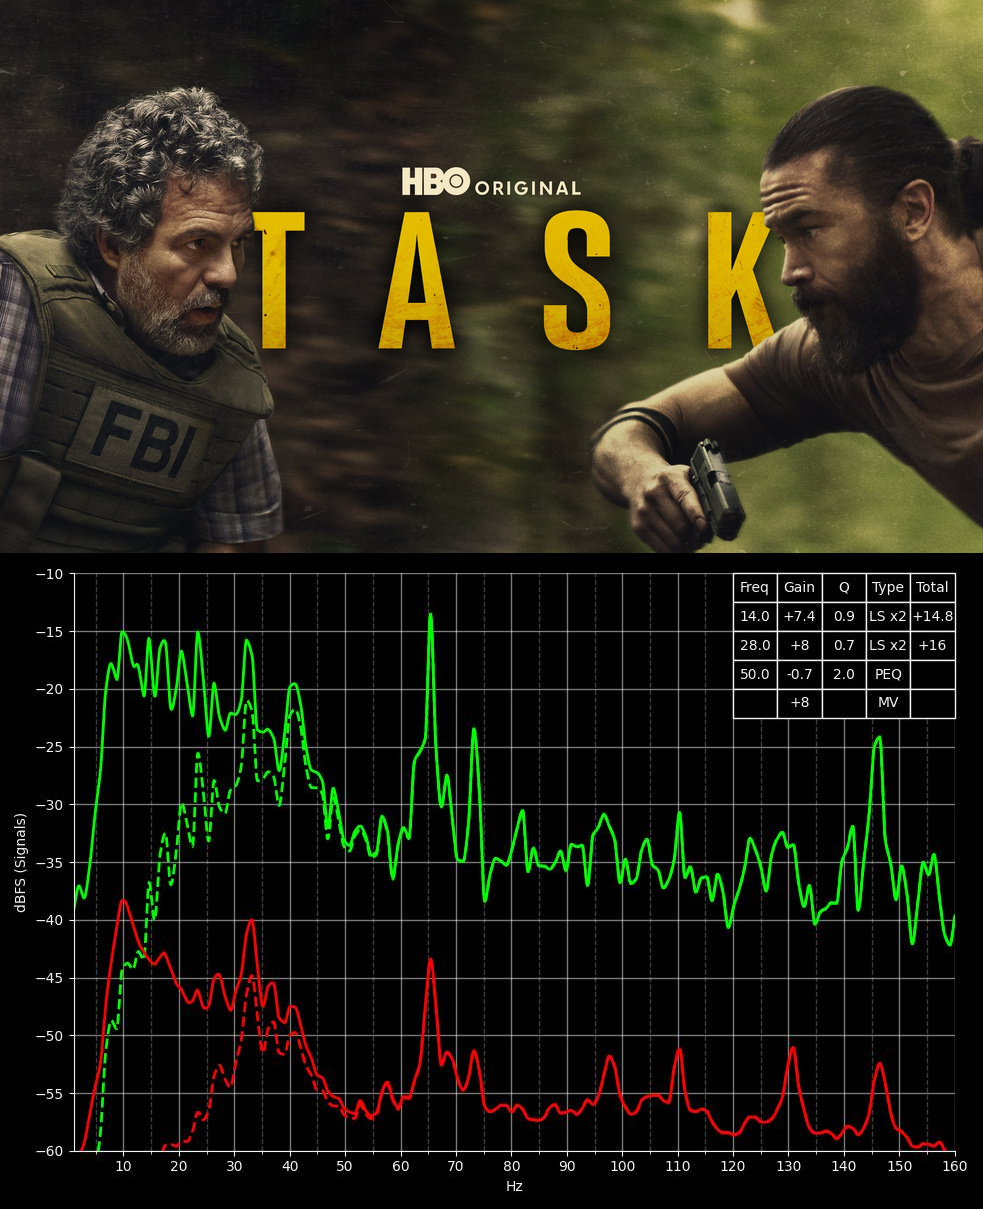 HBO ORIGINAL
TASK
FBI
Freq Gain Q Type Total
14.0 +7.4 0.9 LS x2 +14.8
28.0 +8 0.7 LS x2 +16
50.0 -0.7 2.0 PEQ
+8 MV
dBFS (Signals)
−10
−15
−20
−25
−30
−35
−40
−45
−50
−55
−60
10 20 30 40 50 60 70 80 90 100 110 120 130 140 150 160
Hz